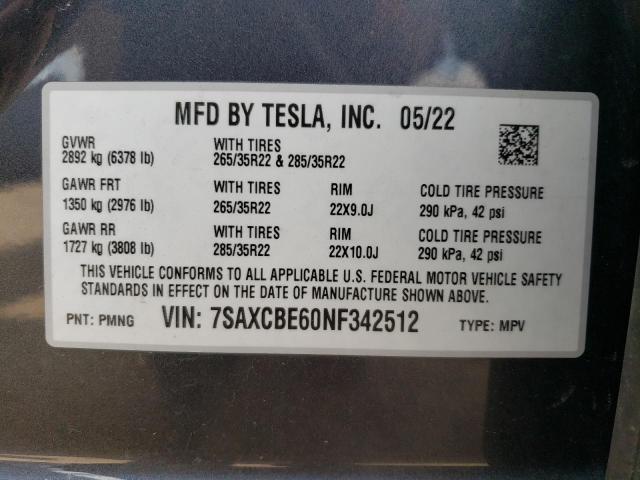 MFD BY TESLA, INC. 05/22
GVWR WITH TIRES
2892 kg (6378 lb) 265/35R22 & 285/35R22
GAWR FRT WITH TIRES RIM COLD TIRE PRESSURE
1350 kg (2976 lb) 265/35R22 22X9.0J 290 kPa, 42 psi
GAWR RR WITH TIRES RIM COLD TIRE PRESSURE
1727 kg (3808 lb) 285/35R22 22X10.0J 290 kPa, 42 psi
THIS VEHICLE CONFORMS TO ALL APPLICABLE U.S. FEDERAL MOTOR VEHICLE SAFETY
STANDARDS IN EFFECT ON THE DATE OF MANUFACTURE SHOWN ABOVE.
PNT: PMNG VIN: 7SAXCBE60NF342512 TYPE: MPV